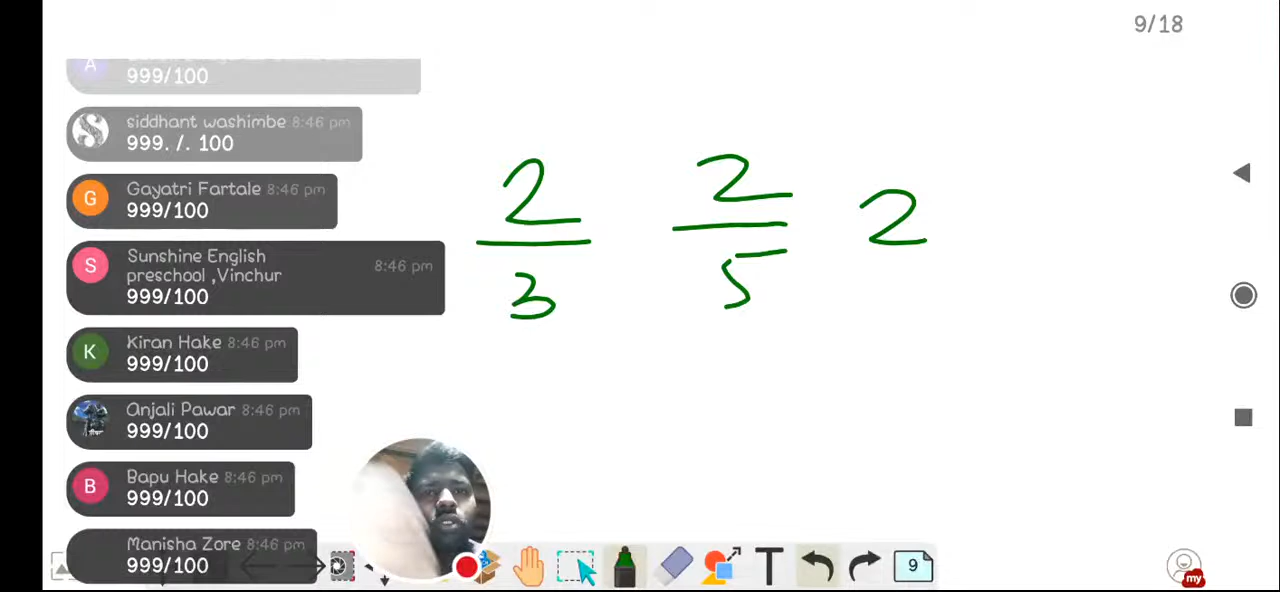 9/18
999/100
siddhant washimbe 8:46 pm
999. /. 100
Gayatri Fartale 8:46 pm
G
999/100
Sunshine English
preschool ,Vinchur
8:46 pm
S
999/100
Kiran Hake 8:46 pm
K
999/100
Anjali Pawar 8:46 pm
999/100
Bapu Hake 8:46 pm
B
999/100
Manisha Zore 8:46 pm
999/100
2 2 2
3 5
T
9
my